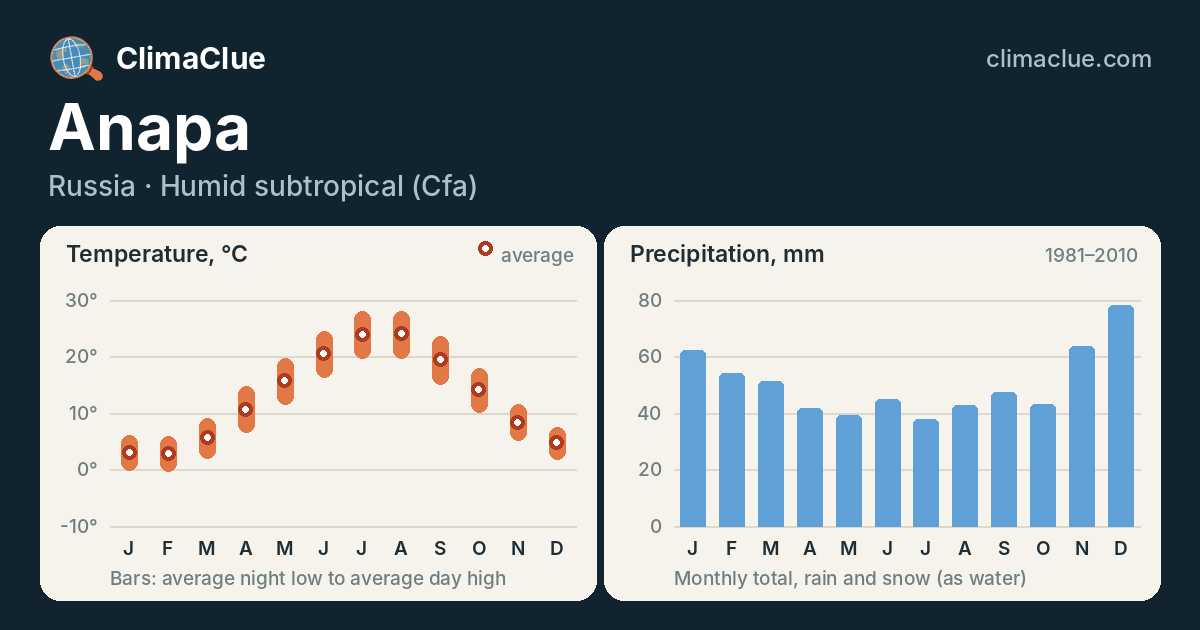 ClimaClue
climaclue.com
Anapa
Russia · Humid subtropical (Cfa)
Temperature, °C
average
30°
20°
10°
0°
-10°
J F M A M J J A S O N D
Bars: average night low to average day high
Precipitation, mm
1981–2010
80
60
40
20
0
J F M A M J J A S O N D
Monthly total, rain and snow (as water)